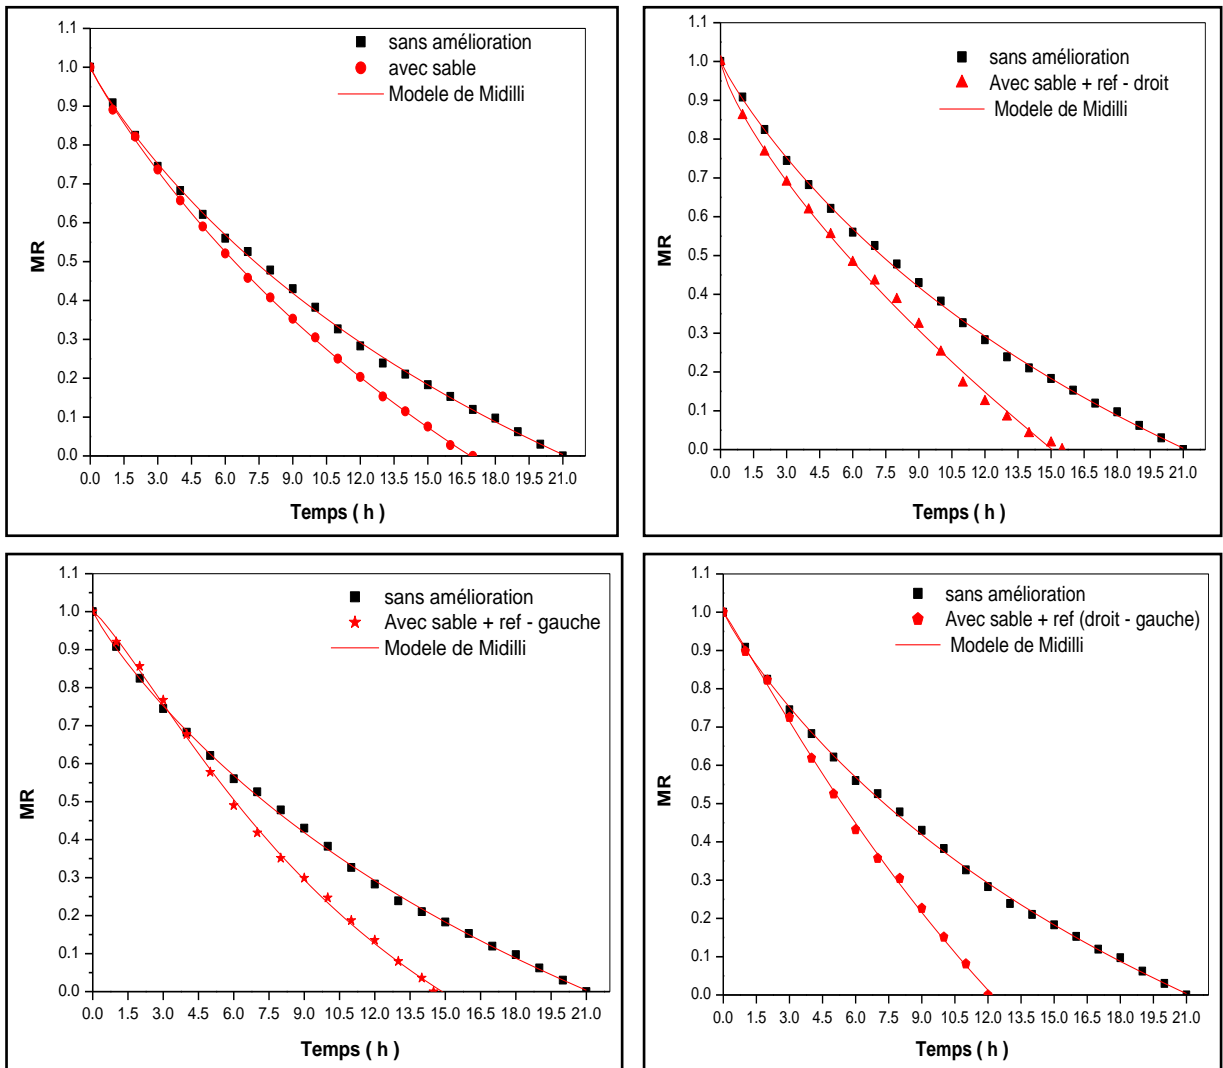 1.1
1.0
0.9
0.8
0.7
0.6
0.5
0.4
0.3
0.2
0.1
0.0
MR
sans amélioration
avec sable
Modele de Midilli
0.0 1.5 3.0 4.5 6.0 7.5 9.0 10.5 12.0 13.5 15.0 16.5 18.0 19.5 21.0
Temps ( h )
1.1
1.0
0.9
0.8
0.7
0.6
0.5
0.4
0.3
0.2
0.1
0.0
MR
sans amélioration
Avec sable + ref - droit
Modele de Midilli
0.0 1.5 3.0 4.5 6.0 7.5 9.0 10.5 12.0 13.5 15.0 16.5 18.0 19.5 21.0
Temps ( h )
1.1
1.0
0.9
0.8
0.7
0.6
0.5
0.4
0.3
0.2
0.1
0.0
MR
sans amélioration
Avec sable + ref - gauche
Modele de Midilli
0.0 1.5 3.0 4.5 6.0 7.5 9.0 10.5 12.0 13.5 15.0 16.5 18.0 19.5 21.0
Temps ( h )
1.1
1.0
0.9
0.8
0.7
0.6
0.5
0.4
0.3
0.2
0.1
0.0
MR
sans amélioration
Avec sable + ref (droit - gauche)
Modele de Midilli
0.0 1.5 3.0 4.5 6.0 7.5 9.0 10.5 12.0 13.5 15.0 16.5 18.0 19.5 21.0
Temps ( h )